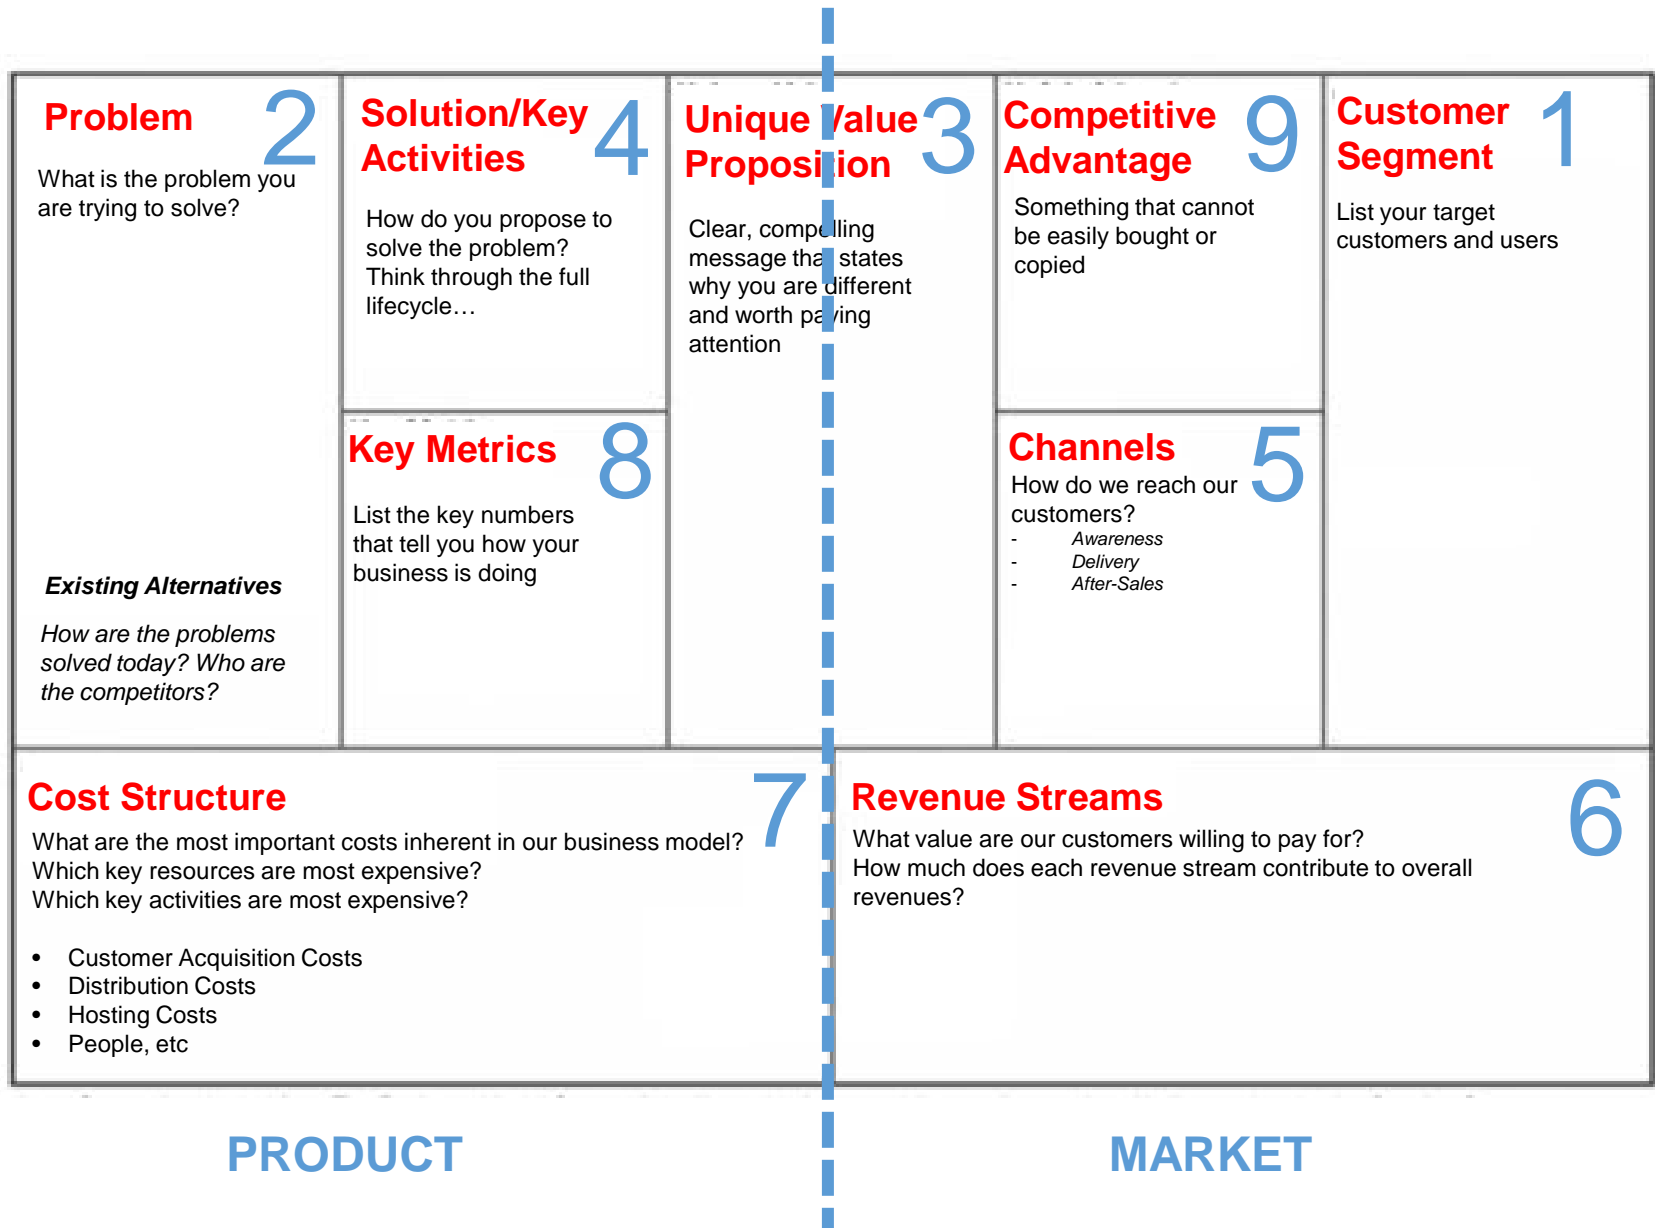 Problem
2
What is the problem you
are trying to solve?
Existing Alternatives
How are the problems
solved today? Who are
the competitors?
Solution/Key
Activities
4
How do you propose to
solve the problem?
Think through the full
lifecycle…
Key Metrics
8
List the key numbers
that tell you how your
business is doing
Unique Value
Proposition
3
Clear, compelling
message that states
why you are different
and worth paying
attention
Competitive
Advantage
9
Something that cannot
be easily bought or
copied
Channels
5
How do we reach our
customers?
- Awareness
- Delivery
- After-Sales
Customer
Segment
1
List your target
customers and users
Cost Structure
7
What are the most important costs inherent in our business model?
Which key resources are most expensive?
Which key activities are most expensive?
• Customer Acquisition Costs
• Distribution Costs
• Hosting Costs
• People, etc
Revenue Streams
6
What value are our customers willing to pay for?
How much does each revenue stream contribute to overall
revenues?
PRODUCT
MARKET